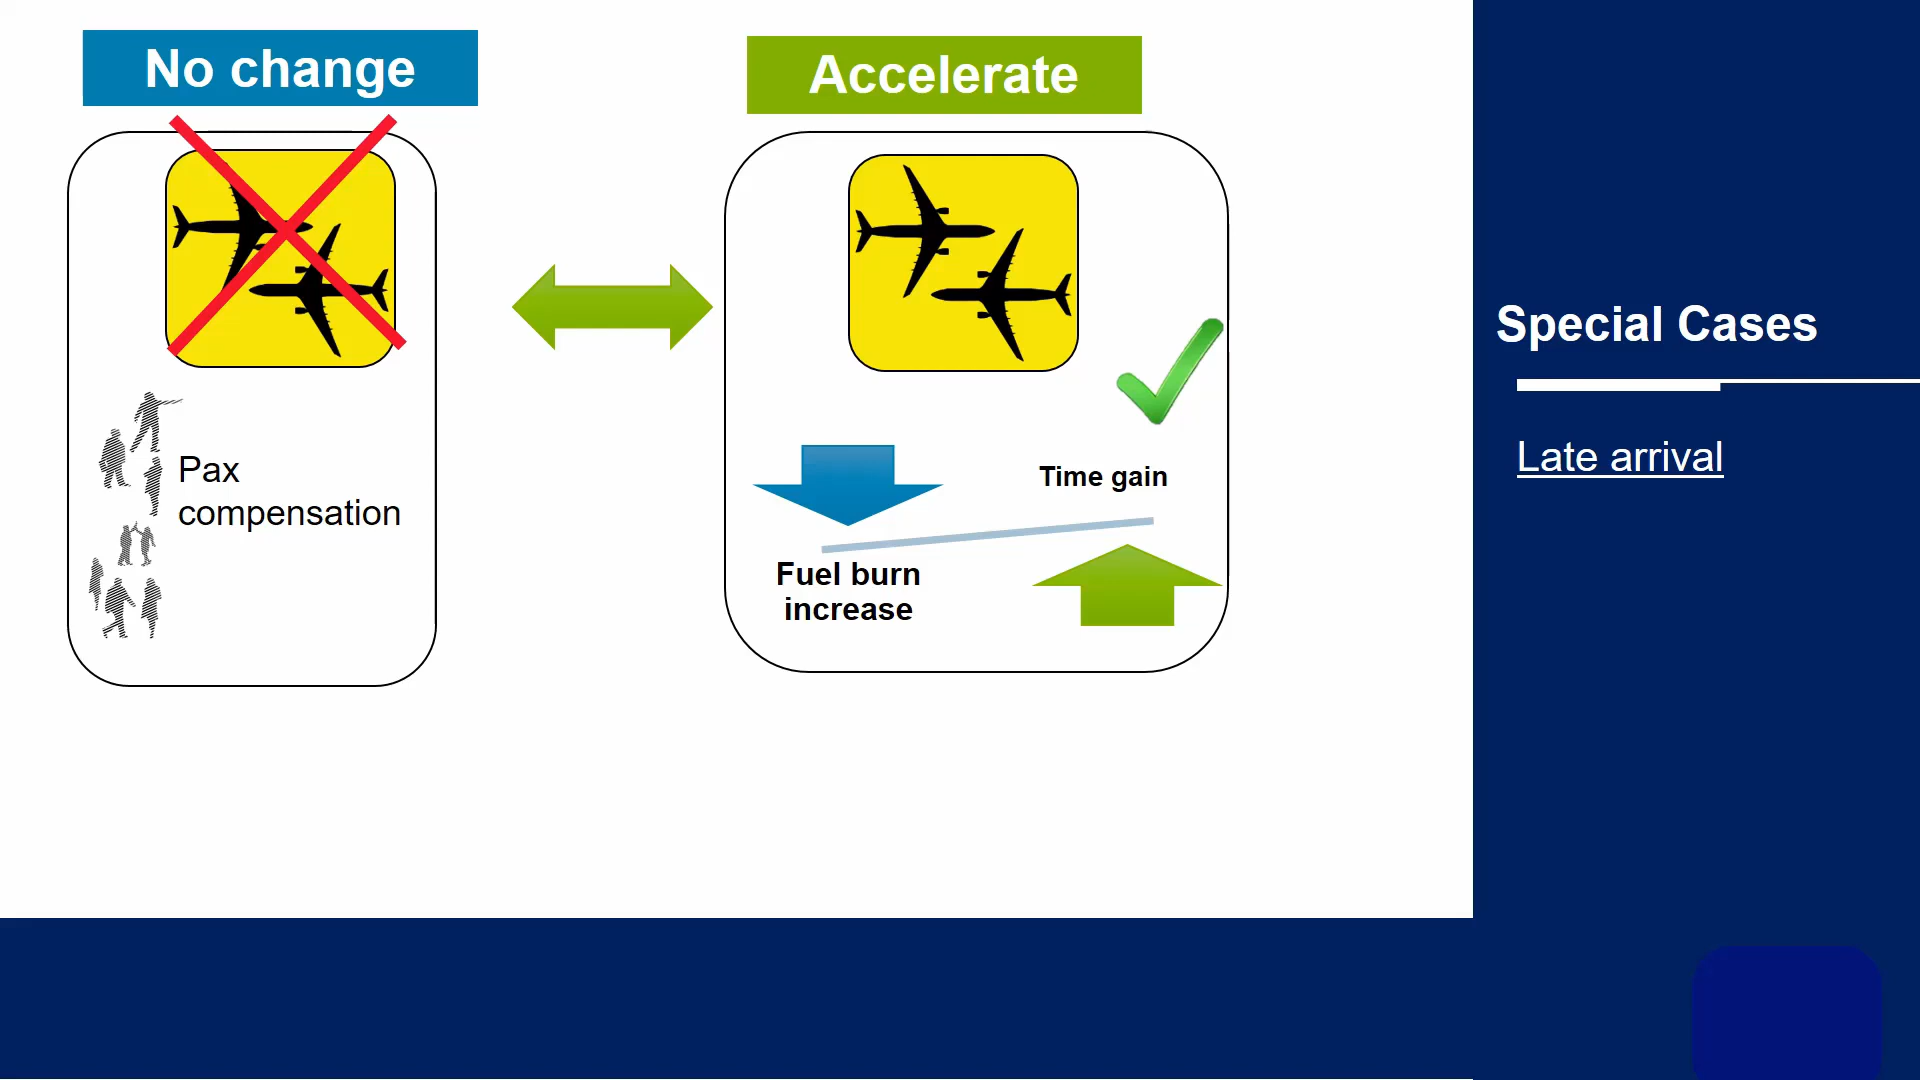 No change
Accelerate
Pax
compensation
Time gain
Fuel burn
increase
Special Cases
Late arrival